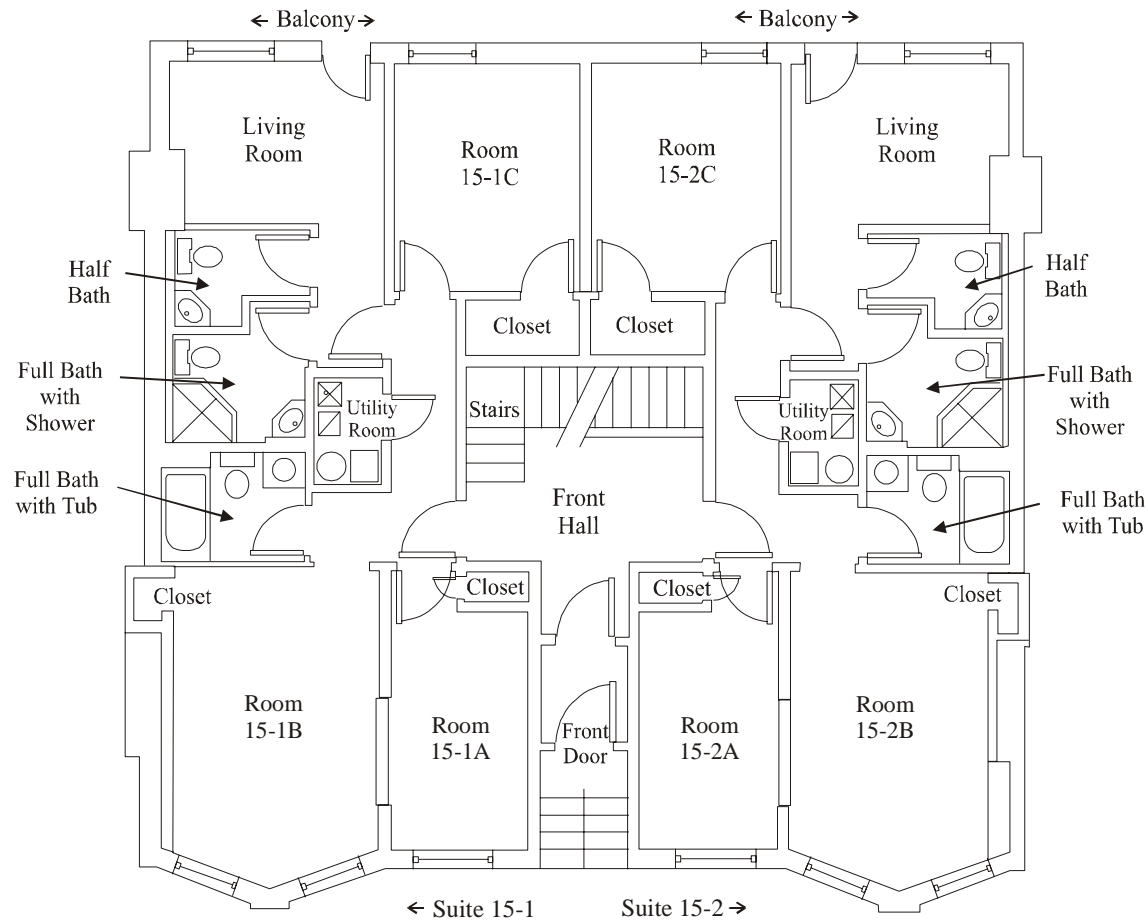 ← Balcony →
← Balcony →
Living
Room
Room
15-1C
Room
15-2C
Living
Room
Half
Bath
Half
Bath
Closet
Closet
Full Bath
with
Shower
Stairs
Utility
Room
Utility
Room
Full Bath
with
Shower
Full Bath
with Tub
Front
Hall
Full Bath
with Tub
Closet
Closet
Closet
Closet
Room
15-1B
Room
15-1A
Front
Door
Room
15-2A
Room
15-2B
← Suite 15-1
Suite 15-2 →